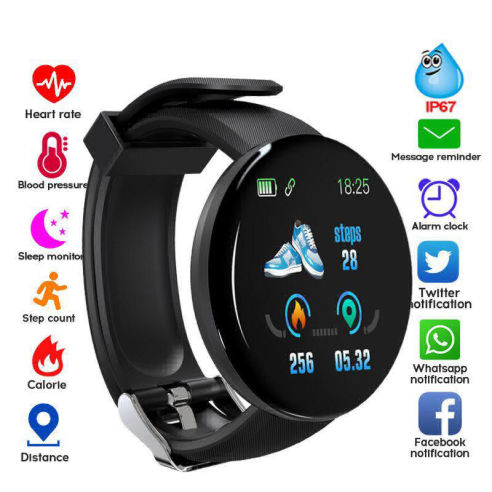 Heart rate
Blood pressure
Sleep monitor
Step count
Calorie
Distance
18:25
steps
28
256
05.32
IP67
Message reminder
Alarm clock
Twitter
notification
Whatsapp
notification
Facebook
notification